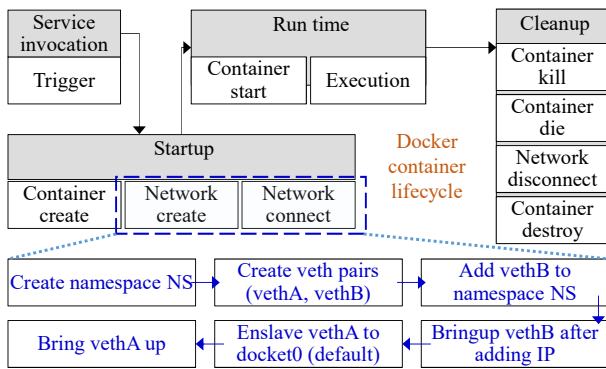 Service
invocation
Trigger
Run time
Container
start
Execution
Cleanup
Container
kill
Container
die
Network
disconnect
Container
destroy
Startup
Container
create
Network
create
Network
connect
Docker
container
lifecycle
Create namespace NS
Create veth pairs
(vethA, vethB)
Add vethB to
namespace NS
Bring vethA up
Enslave vethA to
docket0 (default)
Bringup vethB after
adding IP